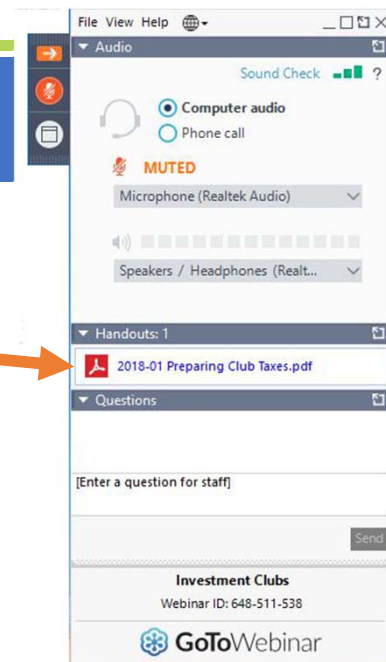 File View Help
Audio
Sound Check ?
Computer audio
Phone call
MUTED
Microphone (Realtek Audio)
Speakers / Headphones (Realt...
Handouts: 1
2018-01 Preparing Club Taxes.pdf
Questions
[Enter a question for staff]
Send
Investment Clubs
Webinar ID: 648-511-538
GoToWebinar